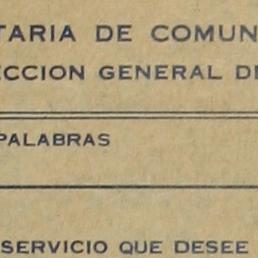 TARIA DE COMUN
ECCION GENERAL DE
PALABRAS
SERVICIO QUE DESEE